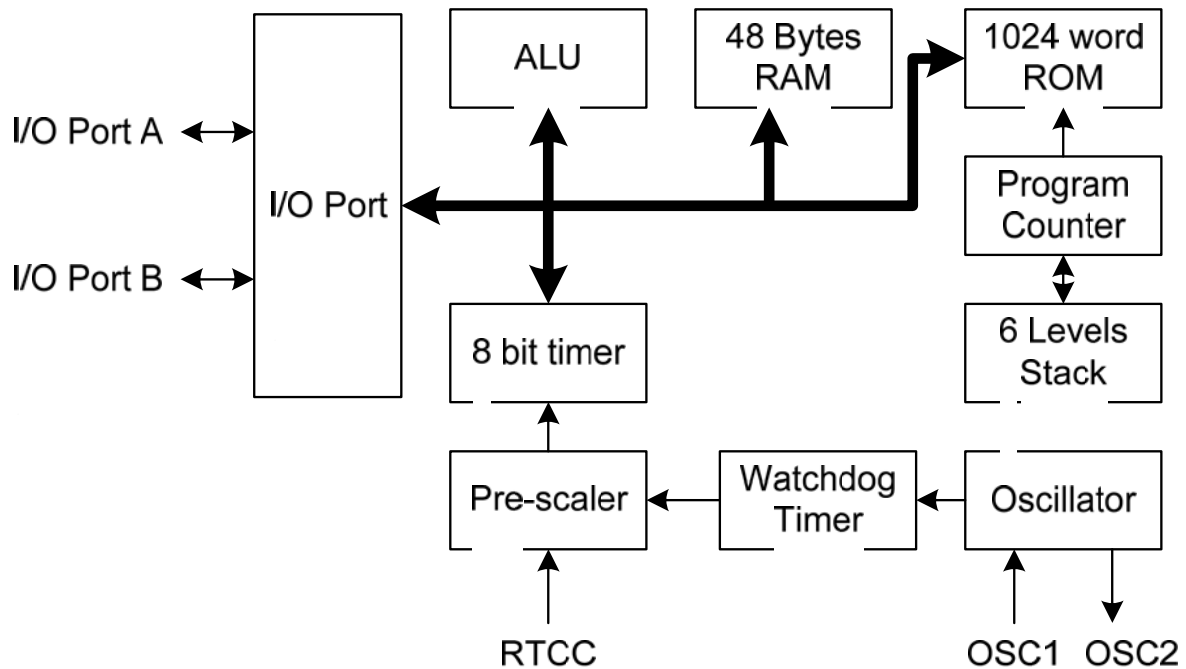 ALU
48 Bytes
RAM
1024 word
ROM
I/O Port A
I/O Port
Program
Counter
I/O Port B
8 bit timer
6 Levels
Stack
Pre-scaler
Watchdog
Timer
Oscillator
RTCC
OSC1
OSC2